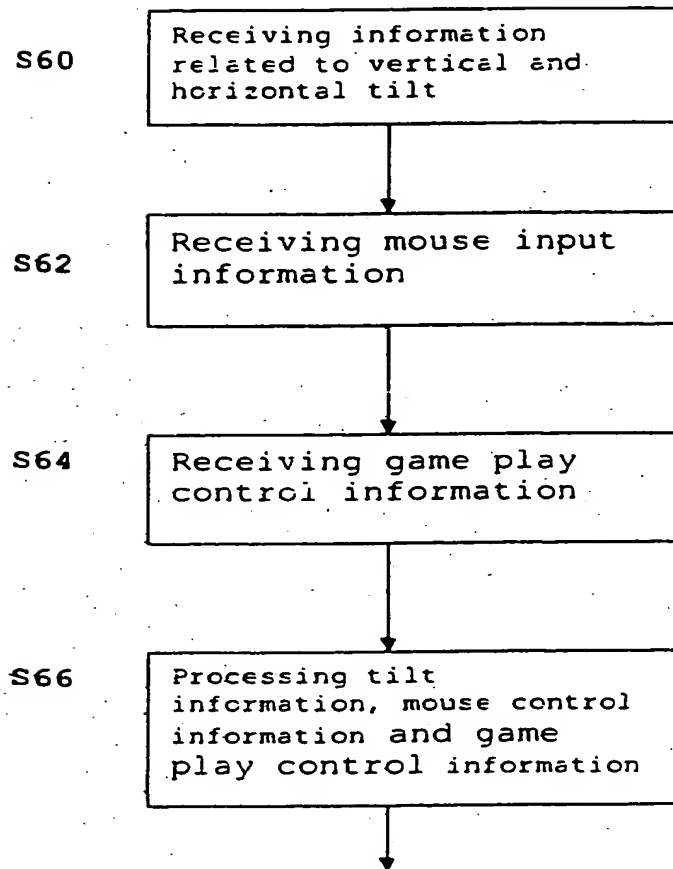 S60
Receiving information
related to vertical and
horizontal tilt
S62
Receiving mouse input
information
S64
Receiving game play
control information
S66
Processing tilt
information, mouse control
information and game
play control information